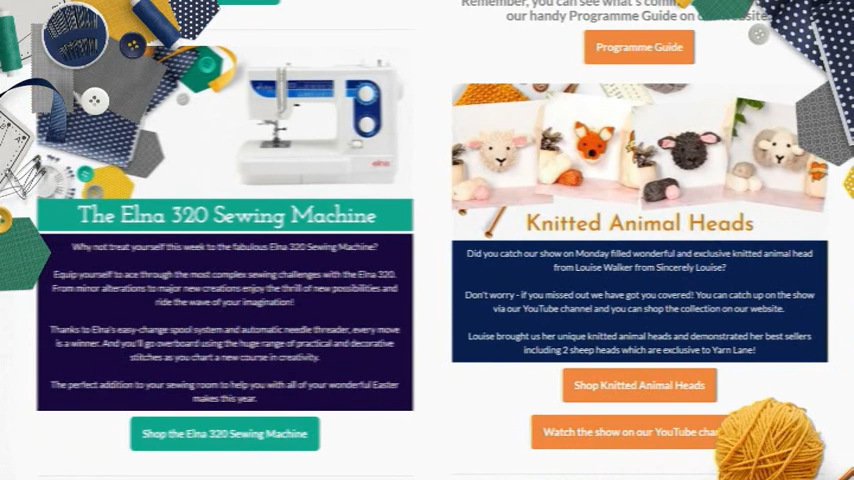 The Elna 320 Sewing Machine
Why not treat yourself this week to the fabulous Elna 320 Sewing Machine?
Equip yourself to ace through the most complex sewing challenges with the Elna 320.
From minor alterations to major new creations enjoy the thrill of new possibilities and
ride the wave of your imagination!
Thanks to Elna's easy-change spool system and automatic needle threader, every move
is a winner. And you'll go overboard using the huge range of practical and decorative
stitches as you chart a new course in creativity.
The perfect addition to your sewing room to help you with all of your wonderful Easter
makes this year.
Shop the Elna 320 Sewing Machine
elna
Remember, you can see what's
our handy Programme Guide on
Programme Guide
Knitted Animal Heads
Did you catch our show on Monday filled wonderful and exclusive knitted animal head
from Louise Walker from Sincerely Louise?
Don't worry - if you missed out we have got you covered! You can catch up on the show
via our YouTube channel and you can shop the collection on our website.
Louise brought us her unique knitted animal heads and demonstrated her best sellers
including 2 sheep heads which are exclusive to Yarn Lane!
Shop Knitted Animal Heads
Watch the show on our YouTube